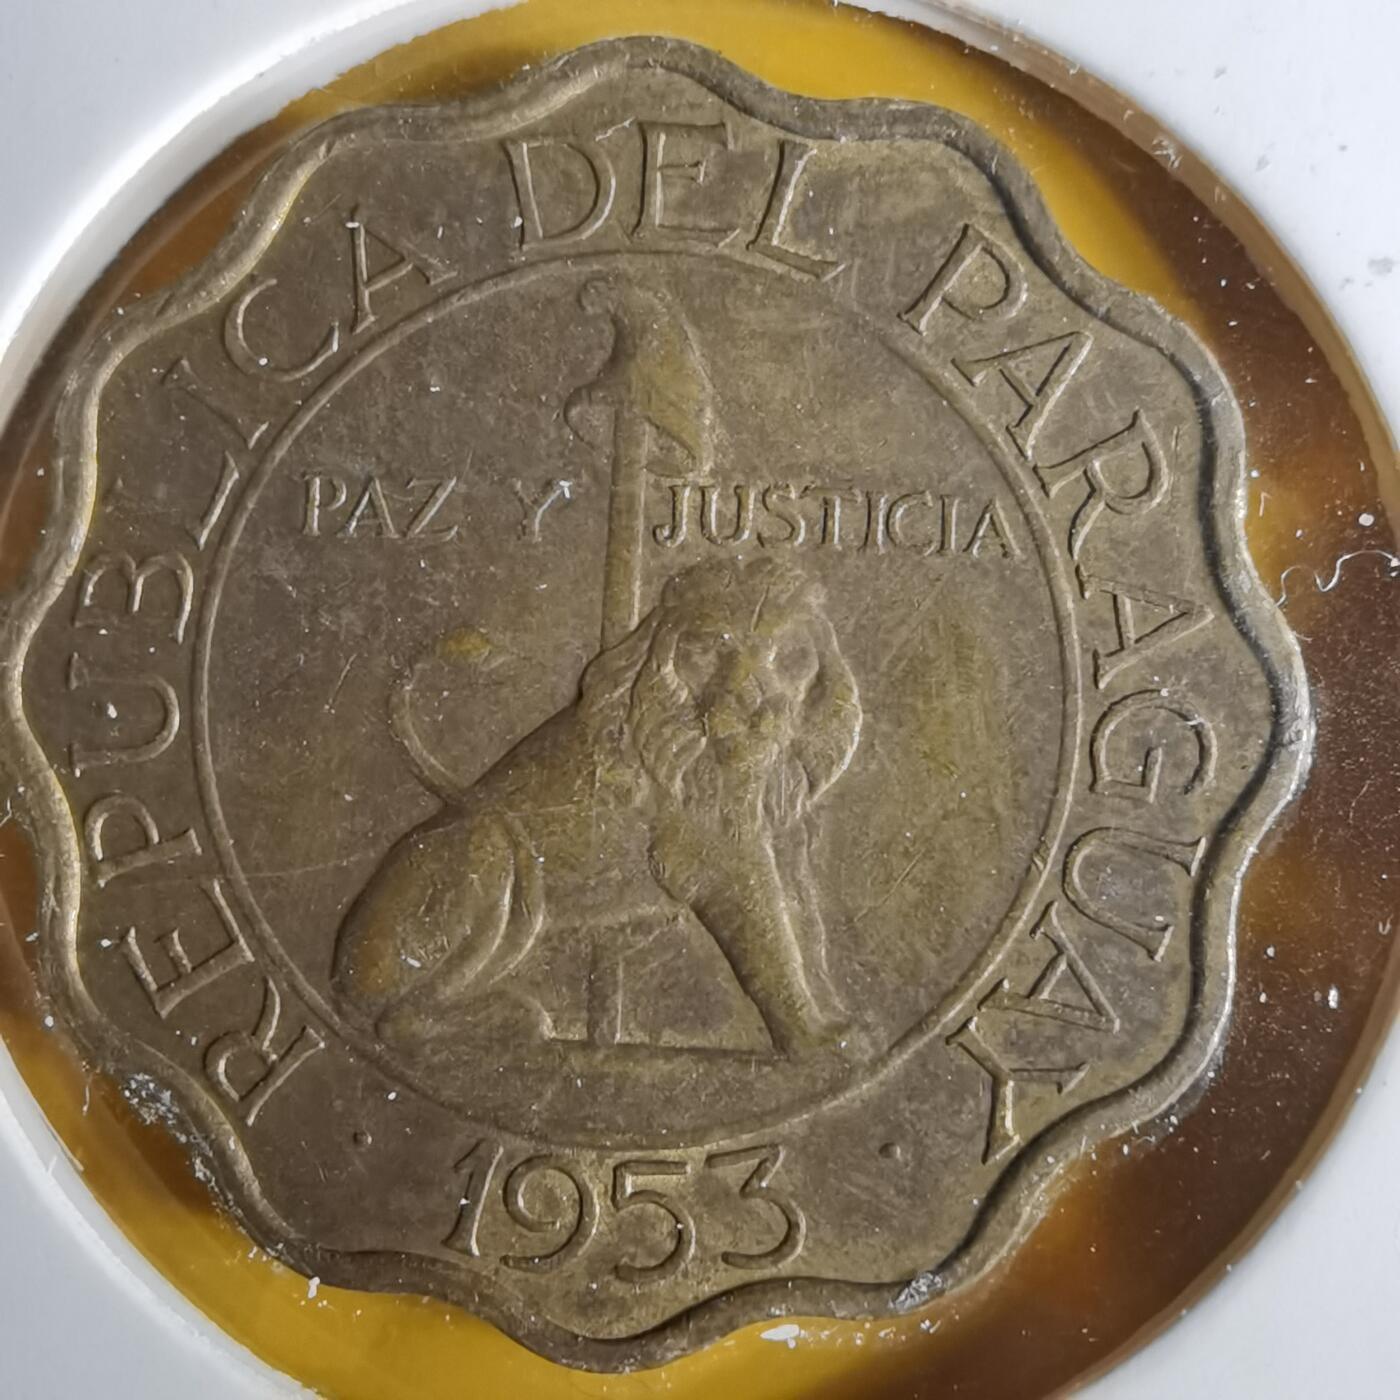 REPUBLICA DEL PARAGUAY
PAZ Y JUSTICIA
· 1953 ·